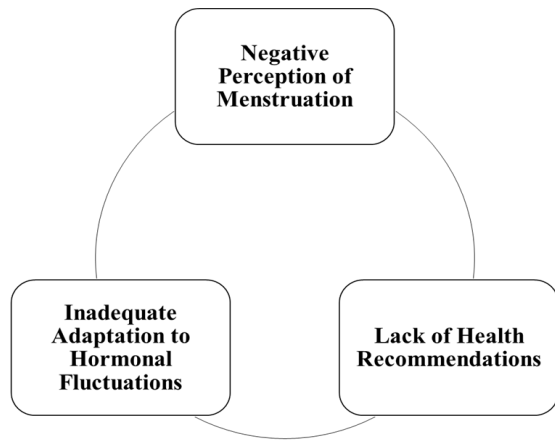 Negative
Perception of
Menstruation
Inadequate
Adaptation to
Hormonal
Fluctuations
Lack of Health
Recommendations